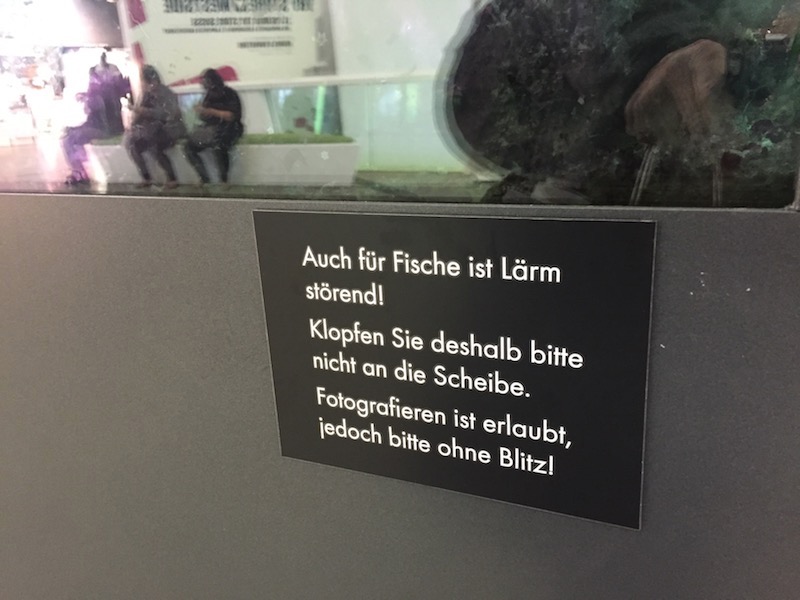 Auch für Fische ist Lärm
störend!
Klopfen Sie deshalb bitte
nicht an die Scheibe.
Fotografieren ist erlaubt,
jedoch bitte ohne Blitz!